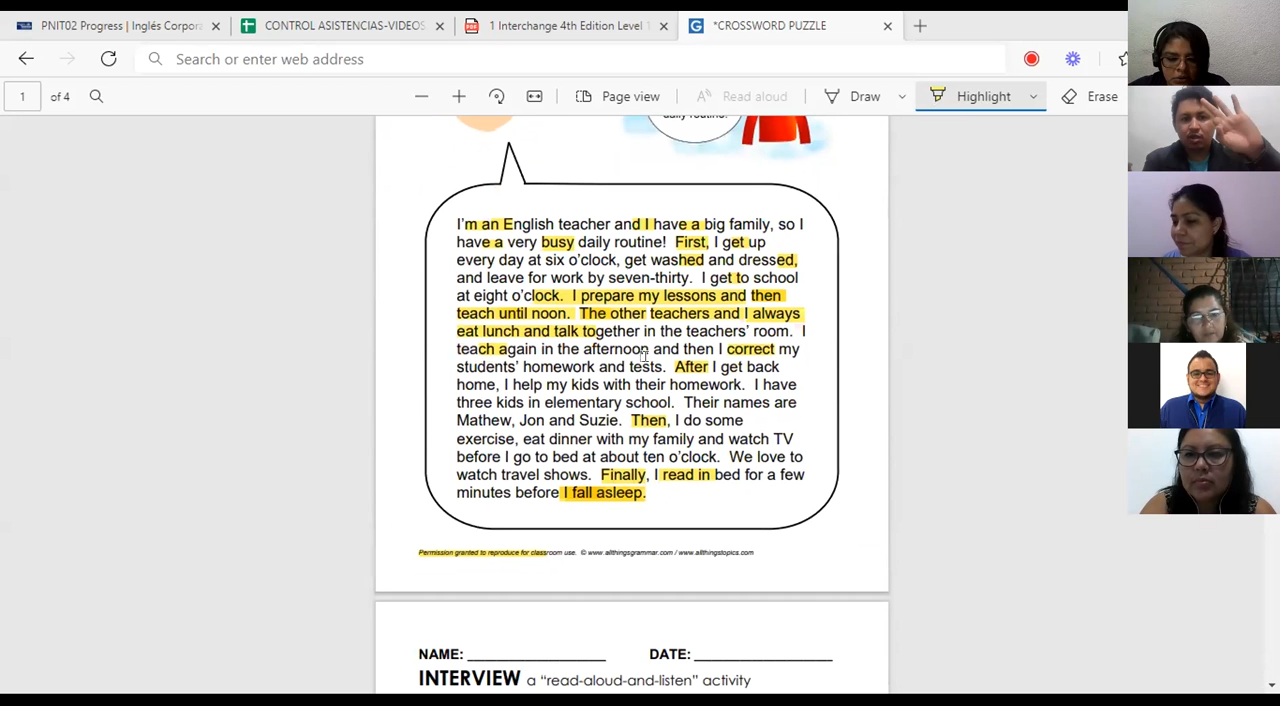 PNIT02 Progress | Inglés Corpora
CONTROL ASISTENCIAS-VIDEOS
1 Interchange 4th Edition Level 1
*CROSSWORD PUZZLE
Search or enter web address
1 of 4
Page view
Read aloud
Draw
Highlight
Erase
daily routine.
I'm an English teacher and I have a big family, so I
have a very busy daily routine! First, I get up
every day at six o'clock, get washed and dressed,
and leave for work by seven-thirty. I get to school
at eight o'clock. I prepare my lessons and then
teach until noon. The other teachers and I always
eat lunch and talk together in the teachers' room. I
teach again in the afternoon and then I correct my
students' homework and tests. After I get back
home, I help my kids with their homework. I have
three kids in elementary school. Their names are
Mathew, Jon and Suzie. Then, I do some
exercise, eat dinner with my family and watch TV
before I go to bed at about ten o'clock. We love to
watch travel shows. Finally, I read in bed for a few
minutes before I fall asleep.
Permission granted to reproduce for classroom use. © www.allthingsgrammar.com / www.allthingstopics.com
NAME: __________________ DATE: __________________
INTERVIEW a "read-aloud-and-listen" activity